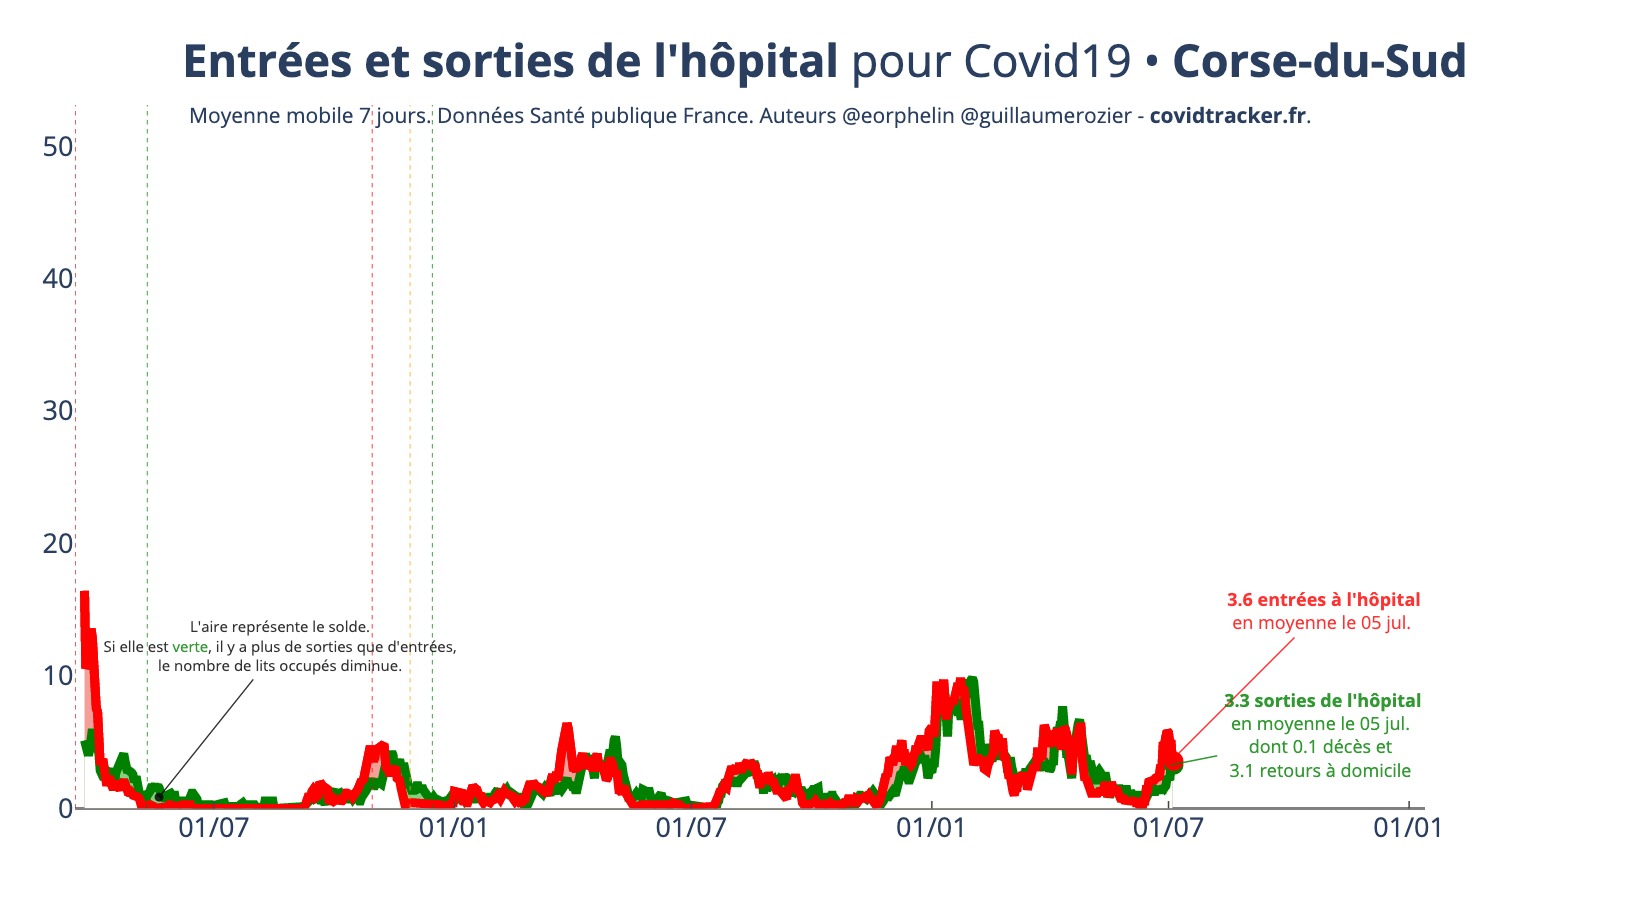 Entrées et sorties de l'hôpital pour Covid19 • Corse-du-Sud
Moyenne mobile 7 jours. Données Santé publique France. Auteurs @eorphelin @guillaumerozier - covidtracker.fr.
50
40
30
20
10
0
L'aire représente le solde.
Si elle est verte, il y a plus de sorties que d'entrées,
le nombre de lits occupés diminue.
3.6 entrées à l'hôpital
en moyenne le 05 jul.
3.3 sorties de l'hôpital
en moyenne le 05 jul.
dont 0.1 décès et
3.1 retours à domicile
01/07
01/01
01/07
01/01
01/07
01/01